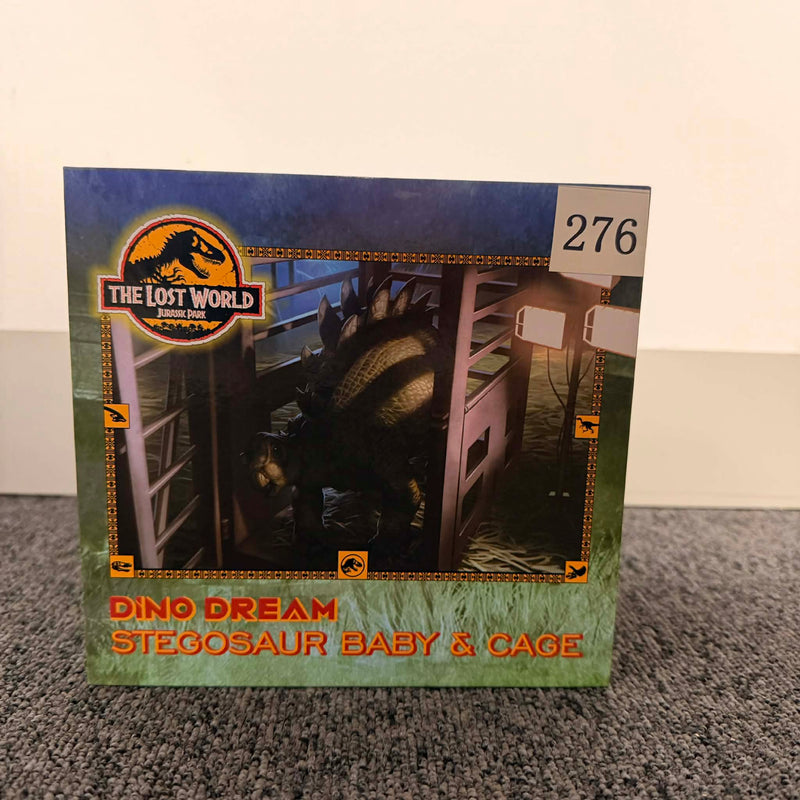 276
THE LOST WORLD
JURASSIC PARK
DINO DREAM
STEGOSAUR BABY & CAGE